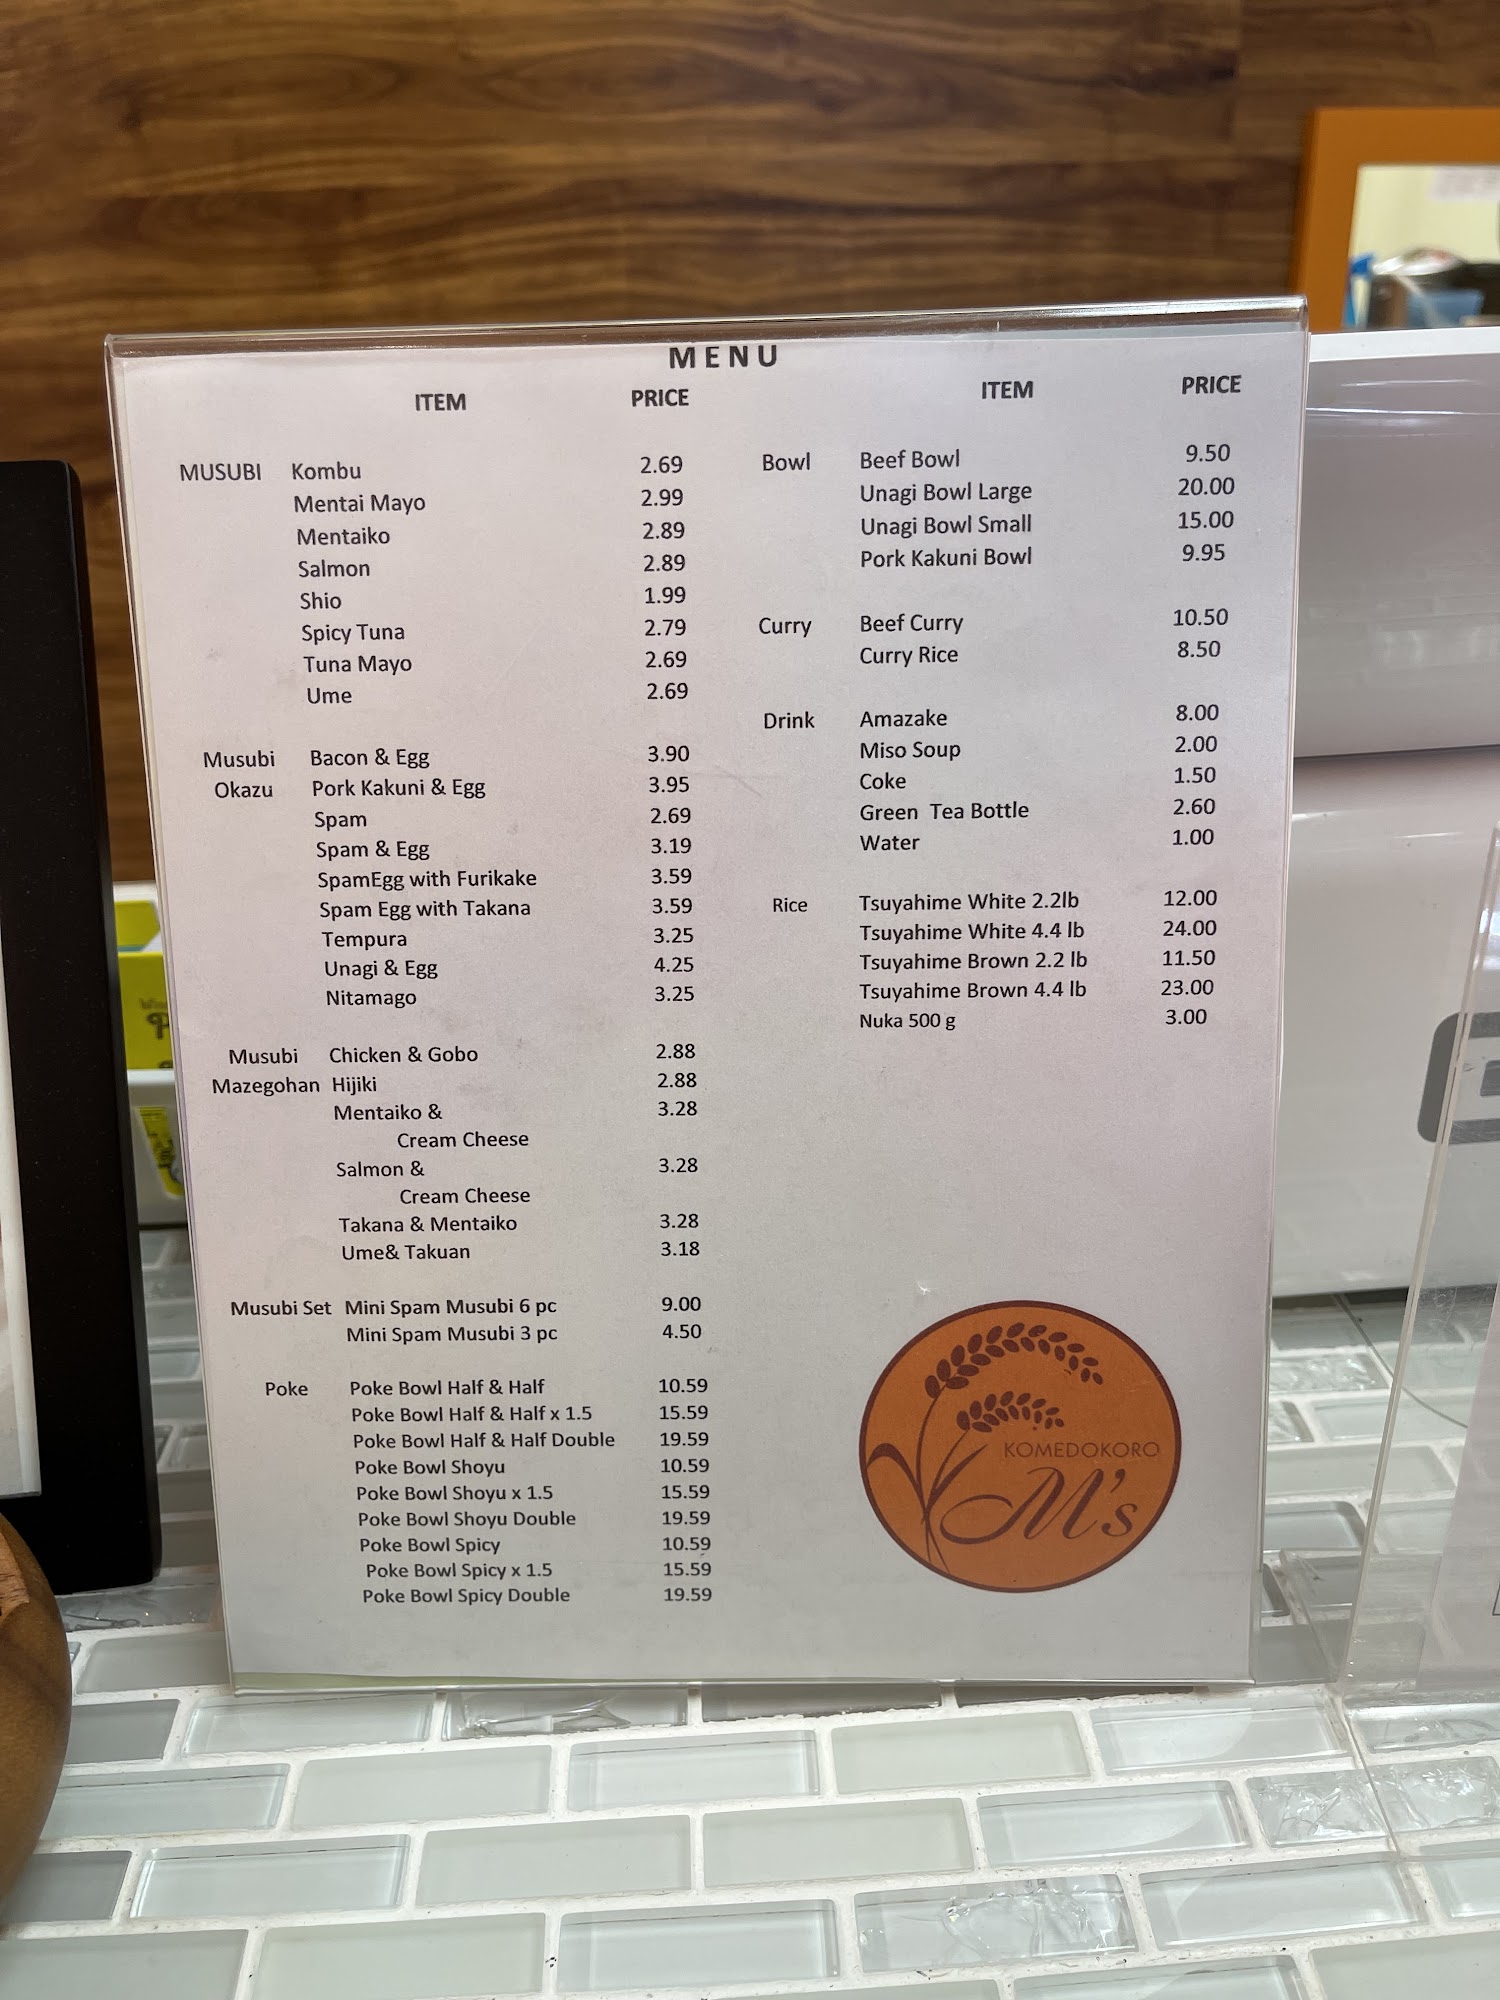 MENU
ITEM PRICE
MUSUBI Kombu 2.69
Mentai Mayo 2.99
Mentaiko 2.89
Salmon 2.89
Shio 1.99
Spicy Tuna 2.79
Tuna Mayo 2.69
Ume 2.69
Musubi Bacon & Egg 3.90
Okazu Pork Kakuni & Egg 3.95
Spam 2.69
Spam & Egg 3.19
SpamEgg with Furikake 3.59
Spam Egg with Takana 3.59
Tempura 3.25
Unagi & Egg 4.25
Nitamago 3.25
Musubi Chicken & Gobo 2.88
Mazegohan Hijiki 2.88
Mentaiko & 3.28
Cream Cheese
Salmon & 3.28
Cream Cheese
Takana & Mentaiko 3.28
Ume& Takuan 3.18
Musubi Set Mini Spam Musubi 6 pc 9.00
Mini Spam Musubi 3 pc 4.50
Poke Poke Bowl Half & Half 10.59
Poke Bowl Half & Half x 1.5 15.59
Poke Bowl Half & Half Double 19.59
Poke Bowl Shoyu 10.59
Poke Bowl Shoyu x 1.5 15.59
Poke Bowl Shoyu Double 19.59
Poke Bowl Spicy 10.59
Poke Bowl Spicy x 1.5 15.59
Poke Bowl Spicy Double 19.59
ITEM PRICE
Bowl Beef Bowl 9.50
Unagi Bowl Large 20.00
Unagi Bowl Small 15.00
Pork Kakuni Bowl 9.95
Curry Beef Curry 10.50
Curry Rice 8.50
Drink Amazake 8.00
Miso Soup 2.00
Coke 1.50
Green Tea Bottle 2.60
Water 1.00
Rice Tsuyahime White 2.2lb 12.00
Tsuyahime White 4.4 lb 24.00
Tsuyahime Brown 2.2 lb 11.50
Tsuyahime Brown 4.4 lb 23.00
Nuka 500 g 3.00
KOMEDOKORO
M's